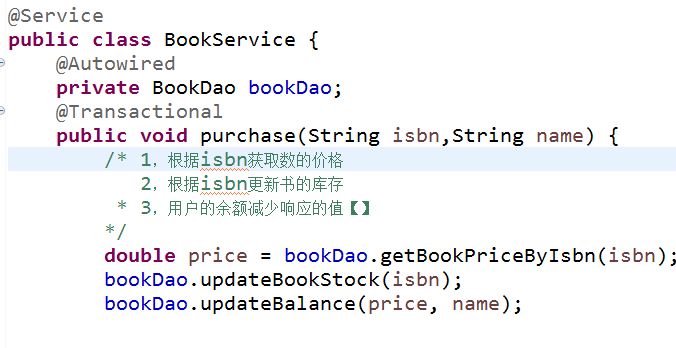 @Service
public class BookService {
@Autowired
private BookDao bookDao;
@Transactional
public void purchase(String isbn,String name) {
/* 1，根据isbn获取数的价格
2，根据isbn更新书的库存
* 3，用户的余额减少响应的值【】
*/
double price = bookDao.getBookPriceByIsbn(isbn);
bookDao.updateBookStock(isbn);
bookDao.updateBalance(price, name);